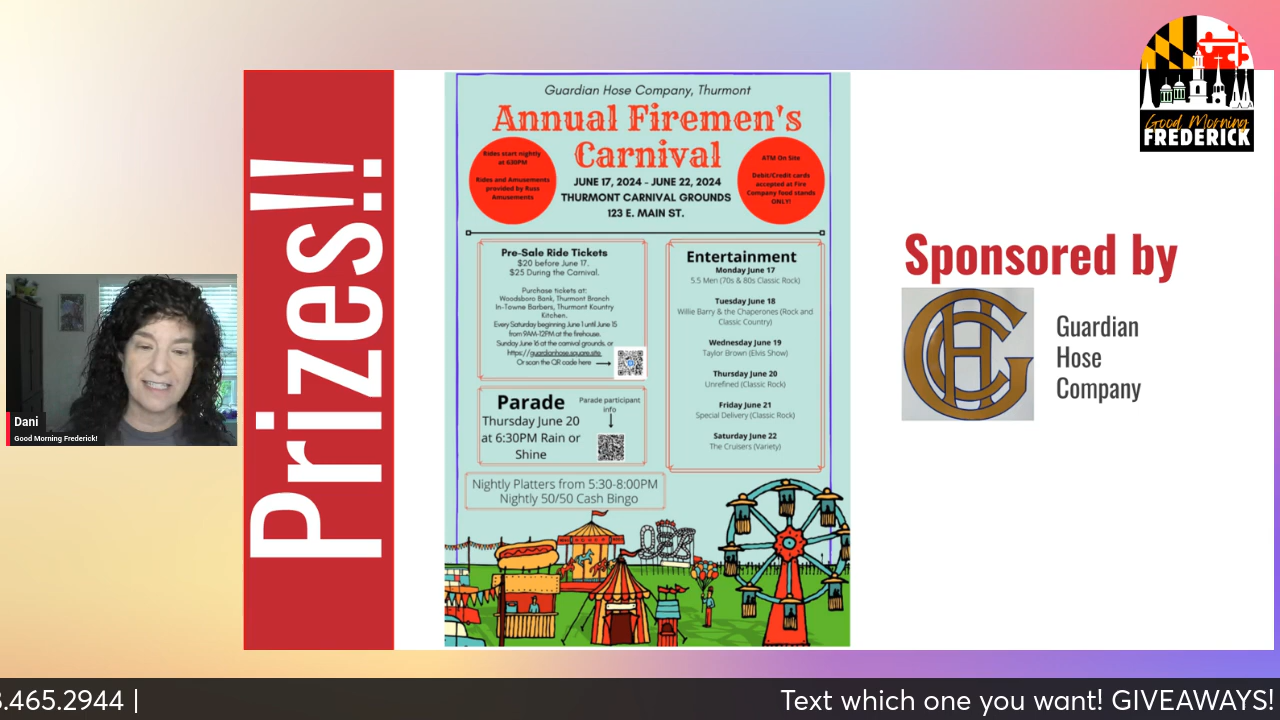 Good Morning
FREDERICK
Prizes!!
Guardian Hose Company, Thurmont
Annual Firemen's
Carnival
Rides start nightly
at 630PM
Rides and Amusements
provided by Russ
Amusements
JUNE 17, 2024 - JUNE 22, 2024
THURMONT CARNIVAL GROUNDS
123 E. MAIN ST.
ATM On Site
Debit/Credit cards
accepted at Fire
Company food stands
ONLY!
Pre-Sale Ride Tickets
$20 before June 17.
$25 During the Carnival.
Purchase tickets at:
Woodsboro Bank, Thurmont Branch
In-Towne Barbers, Thurmont Kountry
Kitchen.
Every Saturday beginning June 1 until June 15
from 9AM-12PM at the firehouse.
Sunday June 16 at the carnival grounds, or
https://guardianhose.square.site
Or scan the QR code here
Parade
Thursday June 20
at 6:30PM Rain or
Shine
Parade participant
info
Entertainment
Monday June 17
5.5 Men (70s & 80s Classic Rock)
Tuesday June 18
Willie Barry & the Chaperones (Rock and
Classic Country)
Wednesday June 19
Taylor Brown (Elvis Show)
Thursday June 20
Unrefined (Classic Rock)
Friday June 21
Special Delivery (Classic Rock)
Saturday June 22
The Cruisers (Variety)
Nightly Platters from 5:30-8:00PM
Nightly 50/50 Cash Bingo
Sponsored by
GHC
Guardian
Hose
Company
Dani
Good Morning Frederick!
.465.2944 |
Text which one you want! GIVEAWAYS!